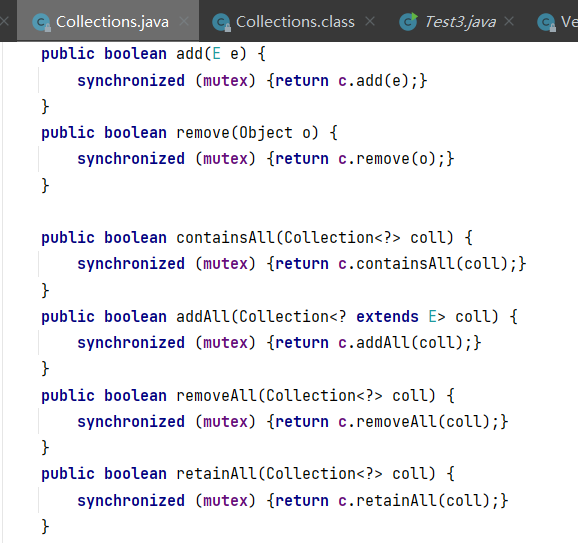 Collections.java
Collections.class
Test3.java
Ve
public boolean add(E e) {
synchronized (mutex) {return c.add(e);}
}
public boolean remove(Object o) {
synchronized (mutex) {return c.remove(o);}
}
public boolean containsAll(Collection<?> coll) {
synchronized (mutex) {return c.containsAll(coll);}
}
public boolean addAll(Collection<? extends E> coll) {
synchronized (mutex) {return c.addAll(coll);}
}
public boolean removeAll(Collection<?> coll) {
synchronized (mutex) {return c.removeAll(coll);}
}
public boolean retainAll(Collection<?> coll) {
synchronized (mutex) {return c.retainAll(coll);}
}